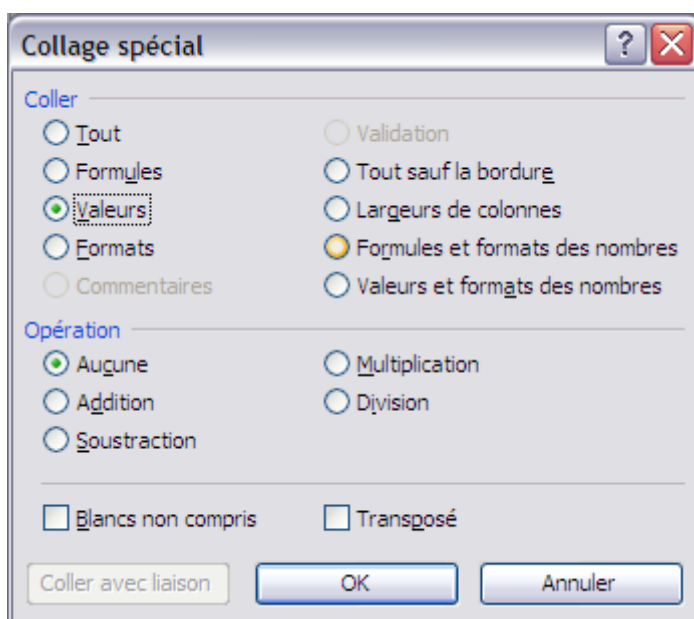 Collage spécial
Coller
Tout
Validation
Formules
Tout sauf la bordure
Valeurs
Largeurs de colonnes
Formats
Formules et formats des nombres
Commentaires
Valeurs et formats des nombres
Opération
Aucune
Multiplication
Addition
Division
Soustraction
Blancs non compris
Transposé
Coller avec liaison
OK
Annuler